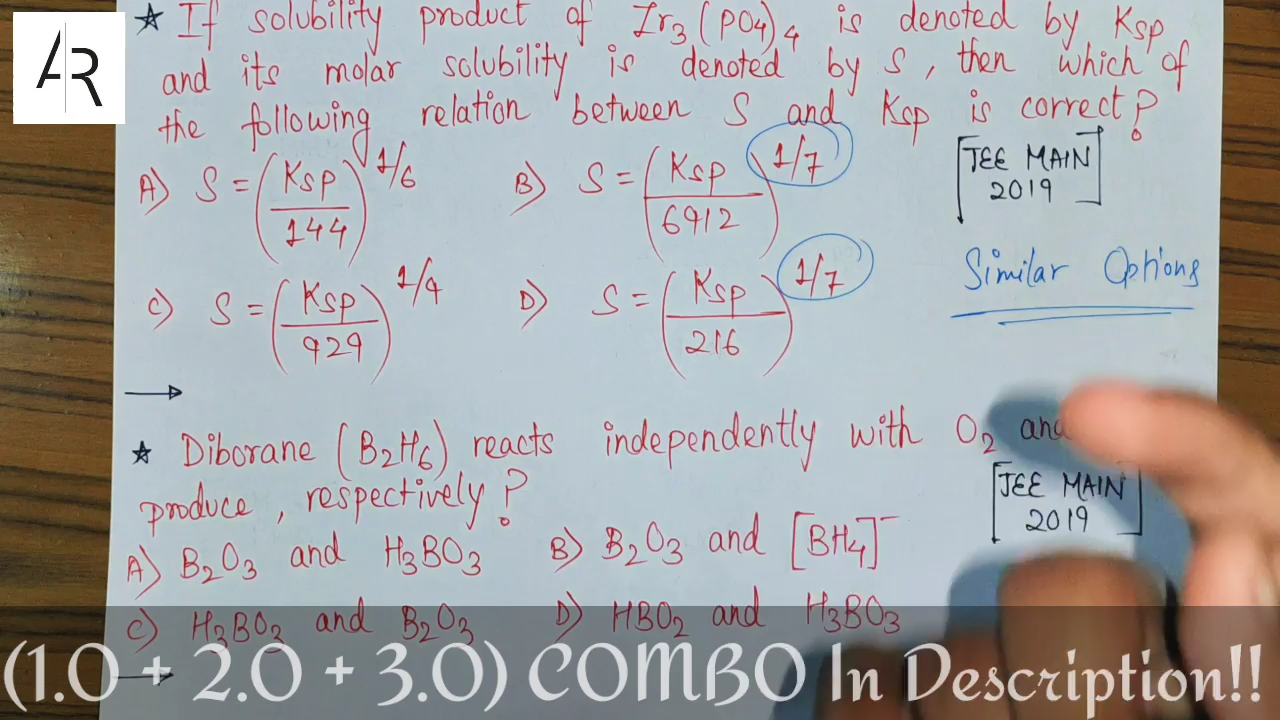 AR
★ If solubility product of Zr3(PO4)4 is denoted by Ksp
and its molar solubility is denoted by S, then which of
the following relation between S and Ksp is correct?
A) S = (Ksp/144)^1/6 B) S = (Ksp/6912)^1/7
[JEE MAIN 2019]
C) S = (Ksp/929)^1/9 D) S = (Ksp/216)^1/7
Similar Options
→
★ Diborane (B2H6) reacts independently with O2 and
produce, respectively?
[JEE MAIN 2019]
A) B2O3 and H3BO3 B) B2O3 and [BH4]⁻
C) H3BO3 and B2O3 D) HBO2 and H3BO3
→
(1.0 + 2.0 + 3.0) COMBO In Description!!